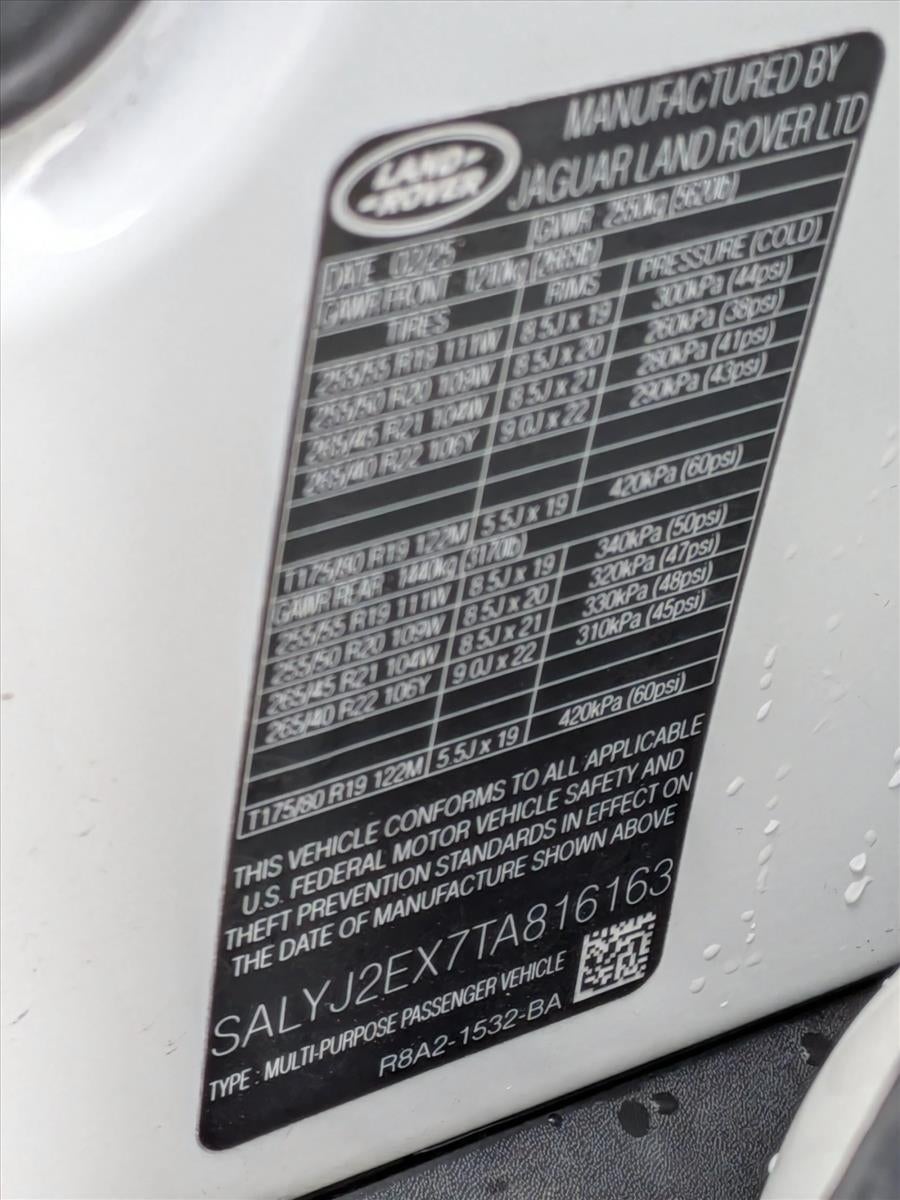 LAND-
-ROVER
MANUFACTURED BY
JAGUAR LAND ROVER LTD
DATE 02/25 GVWR 2550kg (5620lb)
GAWR FRONT 1210kg (2665lb)
TIRES RIMS PRESSURE (COLD)
255/55 R19 111W 8.5J x 19 300kPa (44psi)
255/50 R20 109W 8.5J x 20 260kPa (38psi)
265/45 R21 104W 8.5J x 21 280kPa (41psi)
265/40 R22 106Y 9.0J x 22 290kPa (43psi)
T175/80 R19 122M 5.5J x 19 420kPa (60psi)
GAWR REAR 1440kg (3170lb)
255/55 R19 111W 8.5J x 19 340kPa (50psi)
255/50 R20 109W 8.5J x 20 320kPa (47psi)
265/45 R21 104W 8.5J x 21 330kPa (48psi)
265/40 R22 106Y 9.0J x 22 310kPa (45psi)
T175/80 R19 122M 5.5J x 19 420kPa (60psi)
THIS VEHICLE CONFORMS TO ALL APPLICABLE
U.S. FEDERAL MOTOR VEHICLE SAFETY AND
THEFT PREVENTION STANDARDS IN EFFECT ON
THE DATE OF MANUFACTURE SHOWN ABOVE
SALYJ2EX7TA816163
TYPE : MULTI-PURPOSE PASSENGER VEHICLE
R8A2-1532-BA